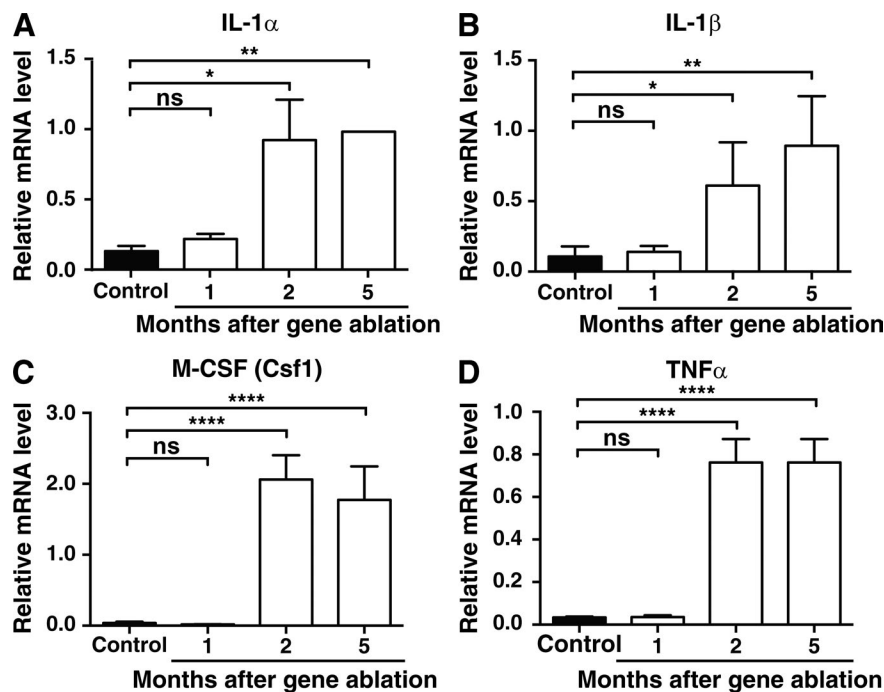 A
IL-1α
Relative mRNA level
1.5
1.0
0.5
0.0
**
*
ns
Control
1
2
5
Months after gene ablation
B
IL-1β
Relative mRNA level
1.5
1.0
0.5
0.0
**
*
ns
Control
1
2
5
Months after gene ablation
C
M-CSF (Csf1)
Relative mRNA level
3.0
2.0
1.0
0.0
****
****
ns
Control
1
2
5
Months after gene ablation
D
TNFα
Relative mRNA level
1.0
0.8
0.6
0.4
0.2
0.0
****
****
ns
Control
1
2
5
Months after gene ablation